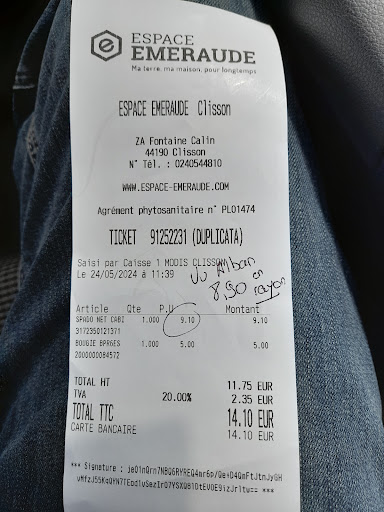 ESPACE
EMERAUDE
Ma terre, ma maison, pour longtemps
ESPACE EMERAUDE Clisson
ZA Fontaine Calin
44190 Clisson
N° Tél. : 0240544810
WWW.ESPACE-EMERAUDE.COM
Agrément phytosanitaire n° PL01474
TICKET 91252231 (DUPLICATA)
Saisi par Caisse 1 MODIS CLISSON
Le 24/05/2024 à 11:39
Vu Alban
8,90 en rayon
Article Qte P.U Montant
SPADO NET CABI 1.000 9.10 9.10
3172350121371
BOUGIE BPRGES 1.000 5.00 5.00
2000000084572
TOTAL HT 11.75 EUR
TVA 20.00% 2.35 EUR
TOTAL TTC 14.10 EUR
CARTE BANCAIRE 14.10 EUR
*** Signature :